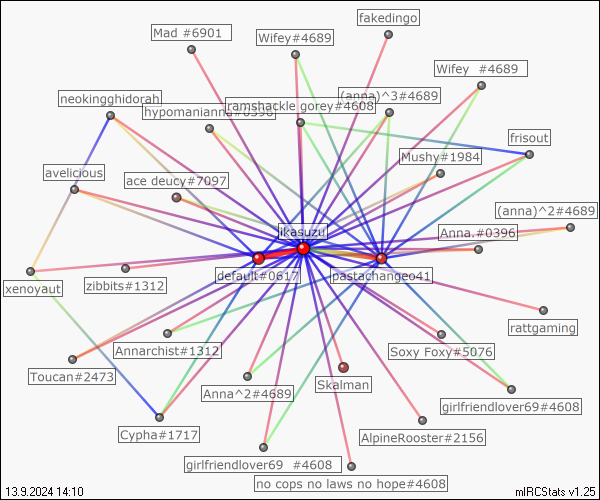 fakedingo
Mad #6901
Wifey#4689
Wifey  #4689
neokingghidorah
ramshackle gorey#4608
(anna)^3#4689
hypomanianna#0396
frisout
Mushy#1984
avelicious
ace deucy#7097
(anna)^2#4689
ikasuzu
Anna.#0396
default#0617
pastachangeo41
xenoyaut
zibbits#1312
rattgaming
Annarchist#1312
Soxy Foxy#5076
Toucan#2473
Skalman
Anna^2#4689
girlfriendlover69#4608
Cypha#1717
AlpineRooster#2156
girlfriendlover69  #4608
no cops no laws no hope#4608
13.9.2024 14:10
mIRCStats v1.25